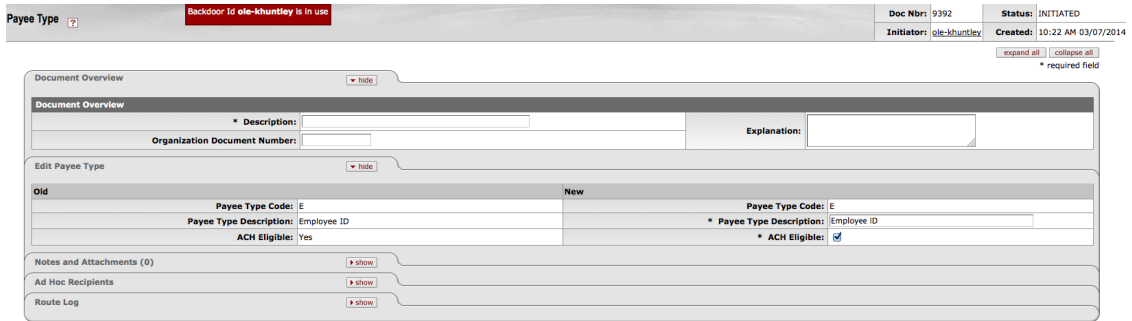 Payee Type ?
Backdoor Id ole-khuntley is in use
Doc Nbr: 9392 Status: INITIATED
Initiator: ole-khuntley Created: 10:22 AM 03/07/2014
expand all collapse all
* required field
Document Overview hide
Document Overview
* Description: Explanation:
Organization Document Number:
Edit Payee Type hide
Old New
Payee Type Code: E Payee Type Code: E
Payee Type Description: Employee ID * Payee Type Description: Employee ID
ACH Eligible: Yes * ACH Eligible:
Notes and Attachments (0) show
Ad Hoc Recipients show
Route Log show